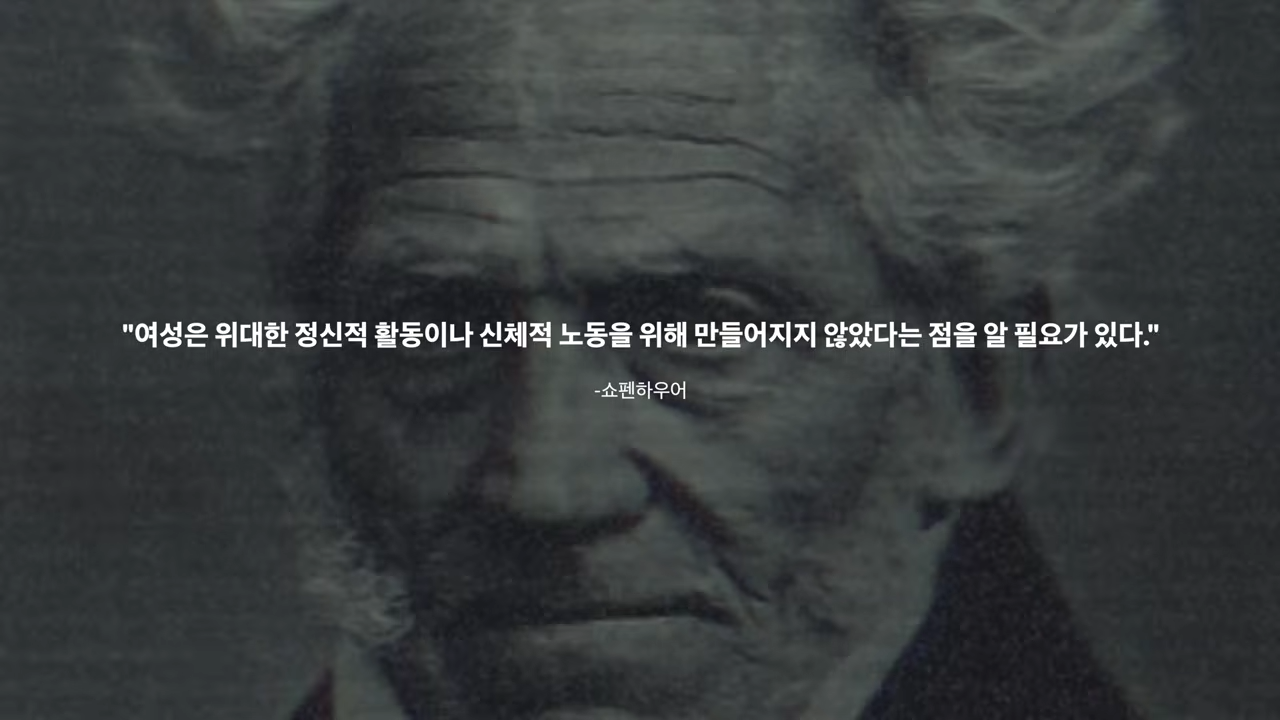 "여성은 위대한 정신적 활동이나 신체적 노동을 위해 만들어지지 않았다는 점을 알 필요가 있다."
-쇼펜하우어